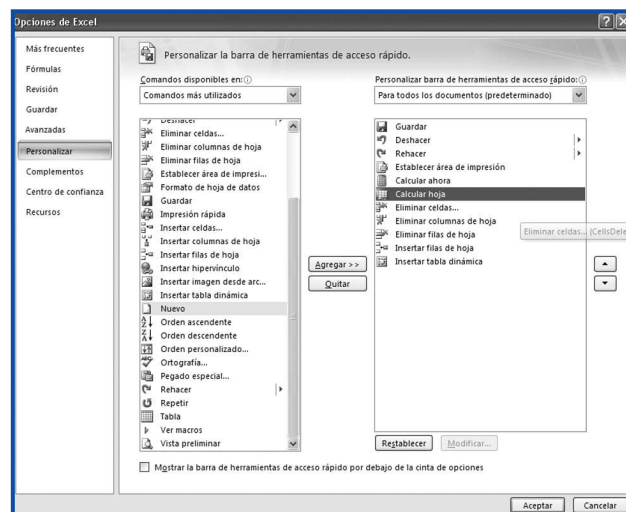 Opciones de Excel
Más frecuentes
Fórmulas
Revisión
Guardar
Avanzadas
Personalizar
Complementos
Centro de confianza
Recursos
Personalizar la barra de herramientas de acceso rápido.
Comandos disponibles en:
Comandos más utilizados
Deshacer
Eliminar celdas...
Eliminar columnas de hoja
Eliminar filas de hoja
Establecer área de impresi...
Formato de hoja de datos
Guardar
Impresión rápida
Insertar celdas...
Insertar columnas de hoja
Insertar filas de hoja
Insertar hipervínculo
Insertar imagen desde arc...
Insertar tabla dinámica
Nuevo
Orden ascendente
Orden descendente
Orden personalizado...
Ortografía...
Pegado especial...
Rehacer
Repetir
Tabla
Ver macros
Vista preliminar
Agregar >>
Quitar
Personalizar barra de herramientas de acceso rápido:
Para todos los documentos (predeterminado)
Guardar
Deshacer
Rehacer
Establecer área de impresión
Calcular ahora
Calcular hoja
Eliminar celdas...
Eliminar columnas de hoja
Eliminar filas de hoja
Insertar filas de hoja
Insertar tabla dinámica
Eliminar celdas... (CellsDele
Restablecer
Modificar...
Mostrar la barra de herramientas de acceso rápido por debajo de la cinta de opciones
Aceptar
Cancelar